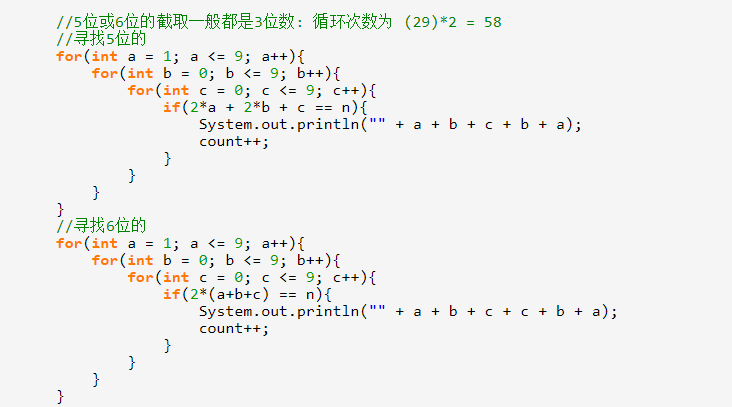 //5位或6位的截取一般都是3位数: 循环次数为 (29)*2 = 58
//寻找5位的
for(int a = 1; a <= 9; a++){
    for(int b = 0; b <= 9; b++){
        for(int c = 0; c <= 9; c++){
            if(2*a + 2*b + c == n){
                System.out.println("" + a + b + c + b + a);
                count++;
            }
        }
    }
}
//寻找6位的
for(int a = 1; a <= 9; a++){
    for(int b = 0; b <= 9; b++){
        for(int c = 0; c <= 9; c++){
            if(2*(a+b+c) == n){
                System.out.println("" + a + b + c + c + b + a);
                count++;
            }
        }
    }
}